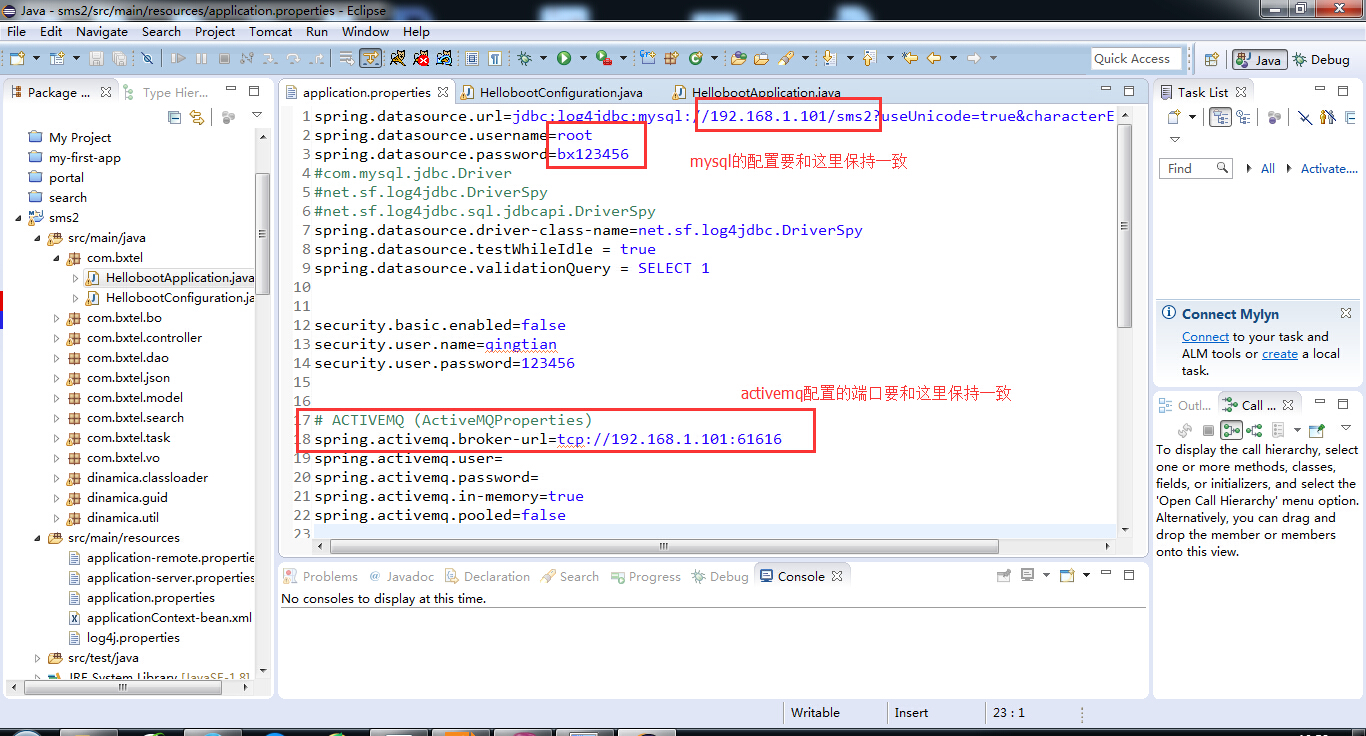 Java - sms2/src/main/resources/application.properties - Eclipse
File Edit Navigate Search Project Tomcat Run Window Help
Quick Access
Java
Debug
Package ...
Type Hier...
My Project
my-first-app
portal
search
sms2
src/main/java
com.bxtel
HellobootApplication.java
HellobootConfiguration.ja
com.bxtel.bo
com.bxtel.controller
com.bxtel.dao
com.bxtel.json
com.bxtel.model
com.bxtel.search
com.bxtel.task
com.bxtel.vo
dinamica.classloader
dinamica.guid
dinamica.util
src/main/resources
application-remote.propertie
application-server.properties
application.properties
applicationContext-bean.xml
log4j.properties
src/test/java
JRE System Library [JavaSE-1.8]
application.properties
HellobootConfiguration.java
HellobootApplication.java
1 spring.datasource.url=jdbc:log4jdbc:mysql://192.168.1.101/sms2?useUnicode=true&characterE
2 spring.datasource.username=root
3 spring.datasource.password=bx123456
mysql的配置要和这里保持一致
4 #com.mysql.jdbc.Driver
5 #net.sf.log4jdbc.DriverSpy
6 #net.sf.log4jdbc.sql.jdbcapi.DriverSpy
7 spring.datasource.driver-class-name=net.sf.log4jdbc.DriverSpy
8 spring.datasource.testWhileIdle = true
9 spring.datasource.validationQuery = SELECT 1
10
11
12 security.basic.enabled=false
13 security.user.name=qingtian
14 security.user.password=123456
15
activemq配置的端口要和这里保持一致
16
17 # ACTIVEMQ (ActiveMQProperties)
18 spring.activemq.broker-url=tcp://192.168.1.101:61616
19 spring.activemq.user=
20 spring.activemq.password=
21 spring.activemq.in-memory=true
22 spring.activemq.pooled=false
23
Problems
Javadoc
Declaration
Search
Progress
Debug
Console
No consoles to display at this time.
Task List
Find
All
Activate....
Connect Mylyn
Connect to your task and
ALM tools or create a local
task.
Outl...
Call ...
To display the call hierarchy, select
one or more methods, classes,
fields, or initializers, and select the
'Open Call Hierarchy' menu option.
Alternatively, you can drag and
drop the member or members
onto this view.
Writable
Insert
23 : 1